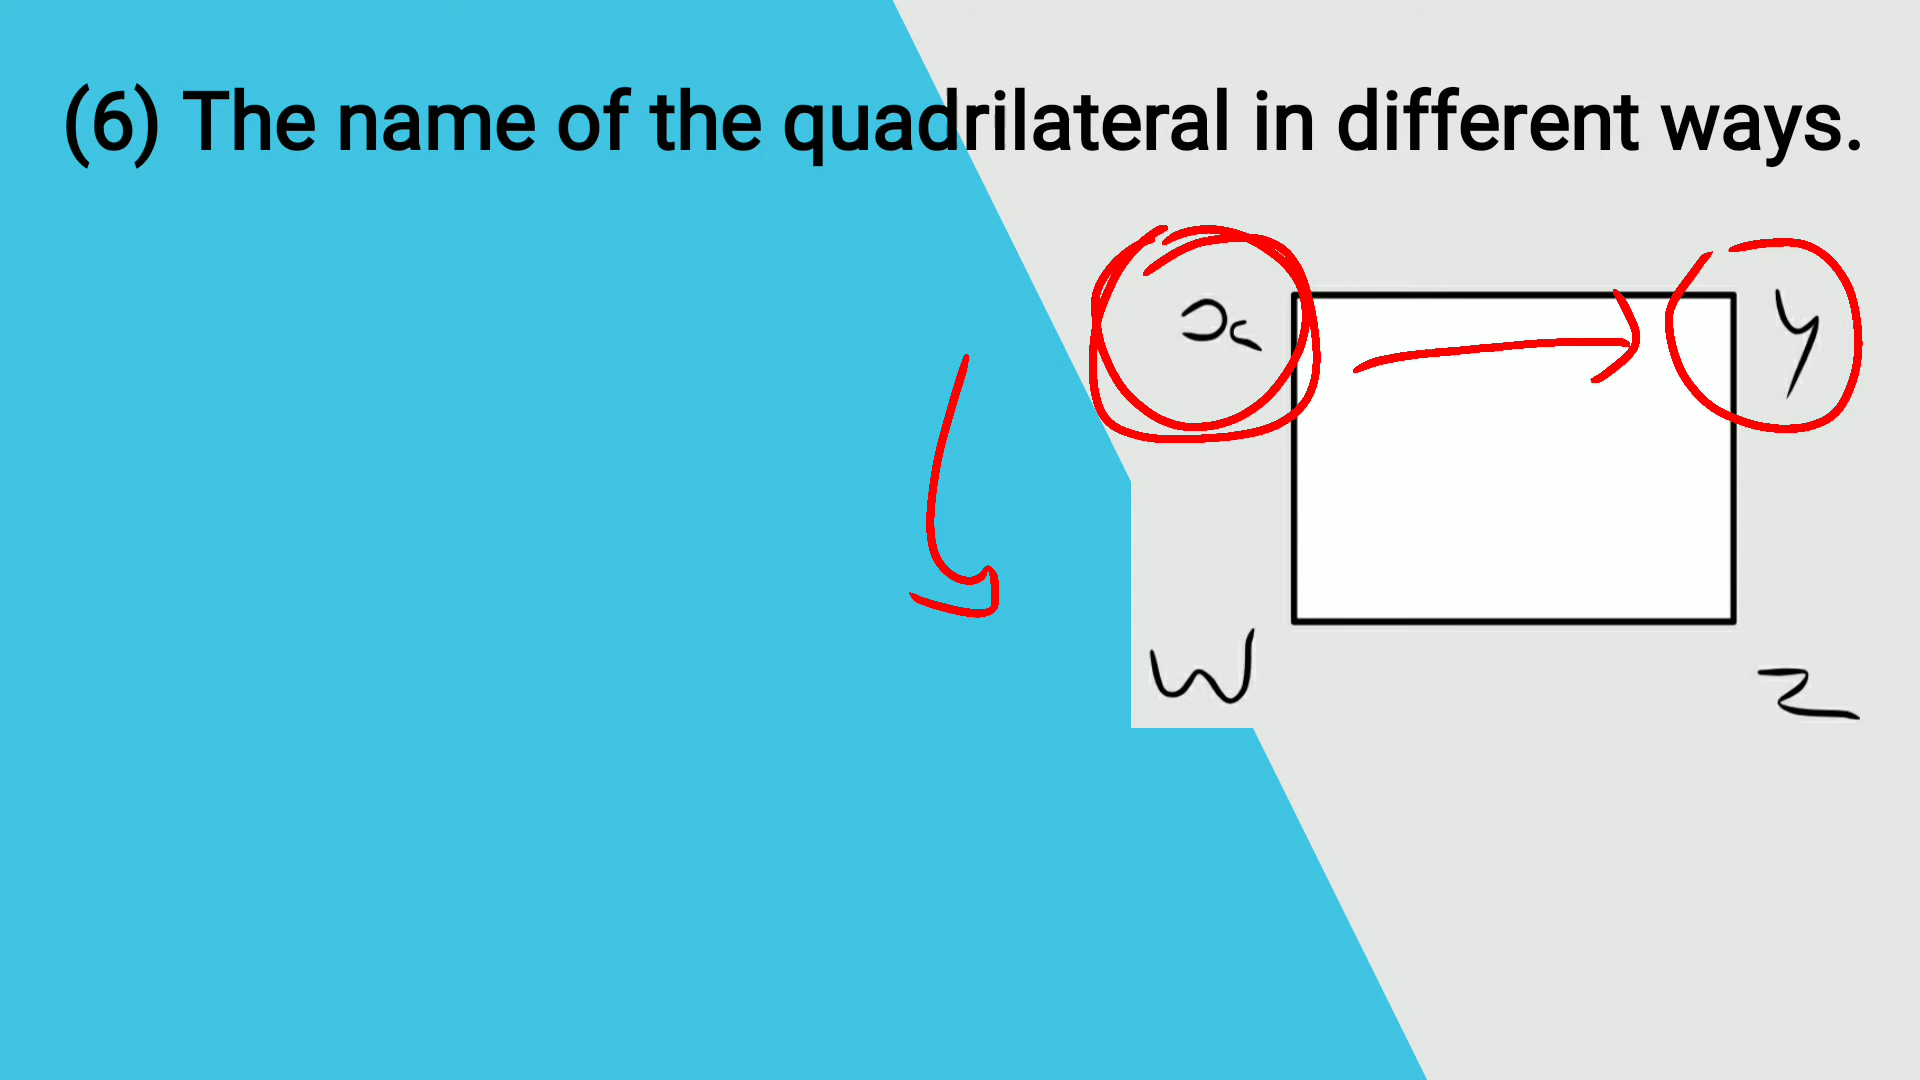 (6) The name of the quadrilateral in different ways.
x y
W z